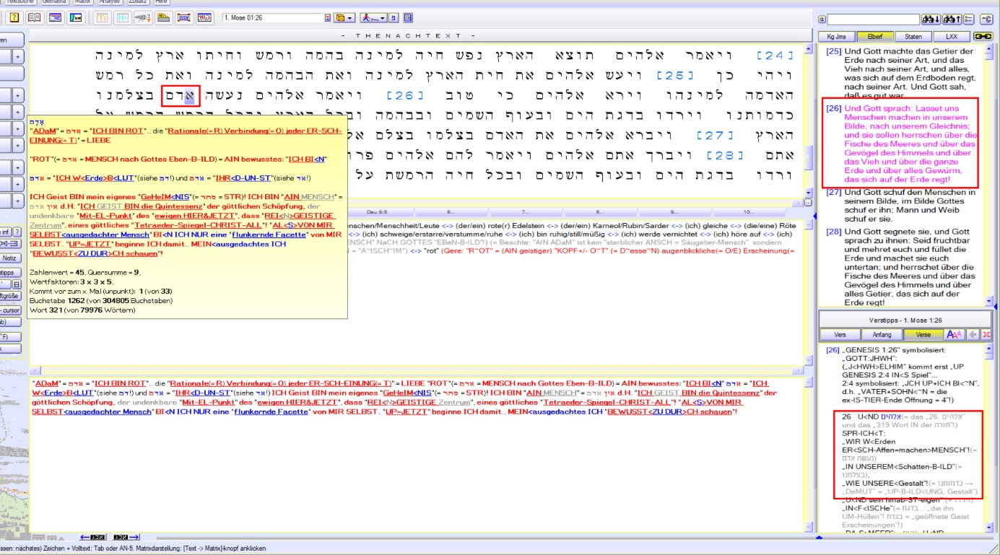 Textsuche Gematria Matrix Analyse Zusatz Hilfe
1. Mose 01:26
- THENACHTEXT -
[24] ויאמר אלהים תוצא הארץ נפש חיה למינה בהמה ורמש וחיתו ארץ למינה
ויהי כן [25] ויעש אלהים את חית הארץ למינה ואת הבהמה למינה ואת כל רמש
האדמה למינהו וירא אלהים כי טוב [26] ויאמר אלהים נעשה אדם בצלמנו
כדמותנו וירדו בדגת הים ובעוף השמים ובבהמה ובכל הארץ ובכל הרמש הרמש על
הארץ [27] ויברא אלהים את האדם בצלמו בצלם
אתם [28] ויברך אתם אלהים ויאמר להם אלהים פרו
ורדו בדגת הים ובעוף השמים ובכל חיה הרמשת על
אָדָם
"ADaM" = אדם = "ICH BIN ROT"... die "Rationale(= R) Verbindung(= O) jeder ER-SCH-
EINUNG(= T)" = LIEBE
"ROT"(= אדם = MENSCH nach Gottes Eben-B-ILD) = AIN bewusstes: "ICH BI<N"
אדם = "ICH W<Erde>B<LUT"(siehe דם!) und אדם = "IHR<D-UN-ST"(siehe אד!)
ICH Geist BIN mein eigenes "GeHeIM<NIS"(= סתר = STR)! ICH BIN "AIN MENSCH" =
אין אדם d.H. "ICH GEIST BIN die Quintessenz" der göttlichen Schöpfung, der
undenkbare "Mit-EL-Punkt" des "ewigen HIER&JETZT", dass "REI<N>GEISTIGE
Zentrum", eines göttliches "Tetraeder-Spiegel-CHRIST-ALL"! "AL<S>VON MIR
SELBST<ausgedachter Mensch" BI<N ICH NUR eine "flunkernde Facette" von MIR
SELBST. "UP=JETZT" beginne ICH damit... MEIN<ausgedachtes ICH
"BEWUSST<ZU DUR>CH schauen"!
Zahlenwert = 45, Quersumme = 9,
Wertfaktoren: 3 x 3 x 5,
Kommt vor zum x. Mal (unpunkt): 1 (von 33)
Buchstabe 1262 (von 304805 Buchstaben)
Wort 321 (von 79976 Wörtern)
Deu 6:5 6... 7... 8... 9... 10...
enschen/Menschheit/Leute <-> (der/ein) rote(r) Edelstein <-> (der/ein) Karneol/Rubin/Sarder <-> (ich) gleiche <-> (die/eine) Röte
<-> (ich) schweige/erstarre/verstumme/ruhe <-> (ich) bin ruhig/still/müßig <-> (ich) werde vernichtet <-> (ich) höre auf <-> (ich)
MENSCH" NaCH GOTTES "EBeN-B-ILD"!) (= Beachte: "AIN ADaM" ist kein "sterblicher ANSCH = Säugetier-Mensch" sondern
N = "A~ISCH~IM") <-> "rot" (Qere: "R~OT" = (AIN geistiger) "KOPF+/- O~T" (= D~esse~N) augenblickliche(= O/E) Erscheinung(=
"ADaM" = אדם = "ICH BIN ROT"... die "Rationale(= R) Verbindung(= O) jeder ER-SCH-EINUNG(= T)" = LIEBE "ROT"(= אדם = MENSCH nach Gottes Eben-B-ILD) = AIN bewusstes: "ICH BI<N" אדם = "ICH
W<Erde>B<LUT"(siehe דם!) und אדם = "IHR<D-UN-ST"(siehe אד!) ICH Geist BIN mein eigenes "GeHeIM<NIS"(= סתר = STR)! ICH BIN "AIN MENSCH" = אין אדם d.H. "ICH GEIST BIN die Quintessenz" der
göttlichen Schöpfung, der undenkbare "Mit-EL-Punkt" des "ewigen HIER&JETZT", dass "REI<N>GEISTIGE Zentrum", eines göttliches "Tetraeder-Spiegel-CHRIST-ALL"! "AL<S>VON MIR
SELBST<ausgedachter Mensch" BI<N ICH NUR eine "flunkernde Facette" von MIR SELBST. "UP=JETZT" beginne ICH damit... MEIN<ausgedachtes ICH "BEWUSST<ZU DUR>CH schauen"!
Kg Jms Elberf Staten LXX
[25] Und Gott machte das Getier der
Erde nach seiner Art, und das
Vieh nach seiner Art, und alles,
was sich auf dem Erdboden regt,
nach seiner Art. Und Gott sah,
daß es gut war.
[26] Und Gott sprach: Lasset uns
Menschen machen in unserem
Bilde, nach unserem Gleichnis;
und sie sollen herrschen über die
Fische des Meeres und über das
Gevögel des Himmels und über
das Vieh und über die ganze
Erde und über alles Gewürm,
das sich auf der Erde regt!
[27] Und Gott schuf den Menschen in
seinem Bilde, im Bilde Gottes
schuf er ihn; Mann und Weib
schuf er sie.
[28] Und Gott segnete sie, und Gott
sprach zu ihnen: Seid fruchtbar
und mehret euch und füllet die
Erde und machet sie euch
untertan; und herrschet über die
Fische des Meeres und über das
Gevögel des Himmels und über
alles Getier, das sich auf der
Erde regt!
Verstipps - 1. Mose 1:26
Vers Anfang Verse AAA
[26] „GENESIS 1:26" symbolisiert:
„GOTT:JHWH":
(„J<HWH>ELHIM" kommt erst „UP
GENESIS 2:4 IN<S Spiel"...
2:4 symbolisiert: „JCH UP+ICH BI<~N",
d.h. „VATER+SOHN<~N = die
ex-IS-TIER-Ende Öffnung = 4"!)
26 U<ND אלהים(= das „26. אלהים"
und das „319 Wort IN der תורה"!)
SPR-ICH<T:
„WIR W<Erden
ER<SCH-Affen=machen>MENSCH"!(=
נעשה אדם)
„IN UNSEREM<Schatten-B-ILD"(=
בצלמנו),
„WIE UNSERE<Gestalt"!(= כדמותנו →
„DeMUT" = „UP-B-ILD<UNG, Gestalt")
„U<ND sein hinab-ST-eigen"
„IN<F<ISCHe"(= בדגת... „die ihn
UM-Hüllen"! בגדת = „geöffnete Geist
Erscheinungen"!)
inf ?
Notiz
stipps
ftgröße
- cursor
ab)
^F)
ssen: nächstes) Zeichen + Volltext: Tab oder AN-5. Matrixdarstellung: [Text -> Matrix]-knopf anklicken